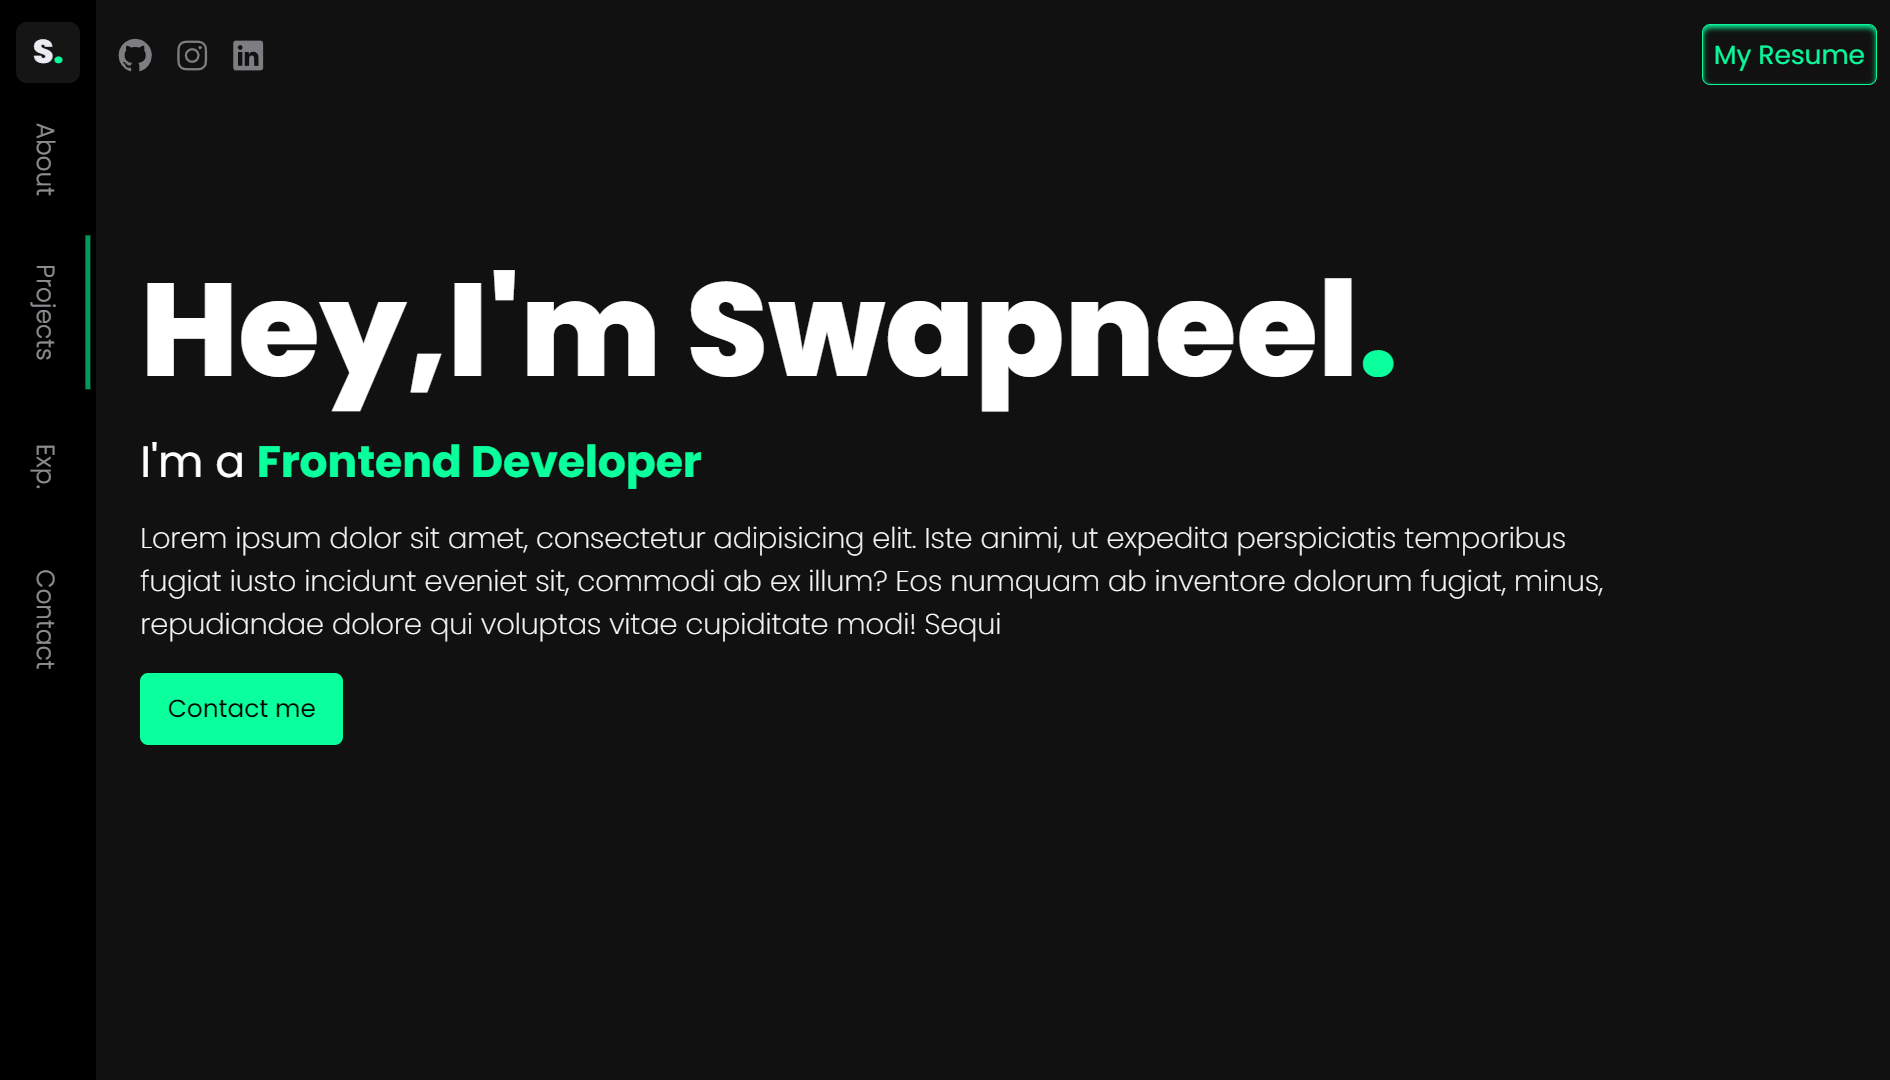 S.
My Resume
About
Projects
Exp.
Contact
Hey,I'm Swapneel.
I'm a Frontend Developer
Lorem ipsum dolor sit amet, consectetur adipisicing elit. Iste animi, ut expedita perspiciatis temporibus
fugiat iusto incidunt eveniet sit, commodi ab ex illum? Eos numquam ab inventore dolorum fugiat, minus,
repudiandae dolore qui voluptas vitae cupiditate modi! Sequi
Contact me